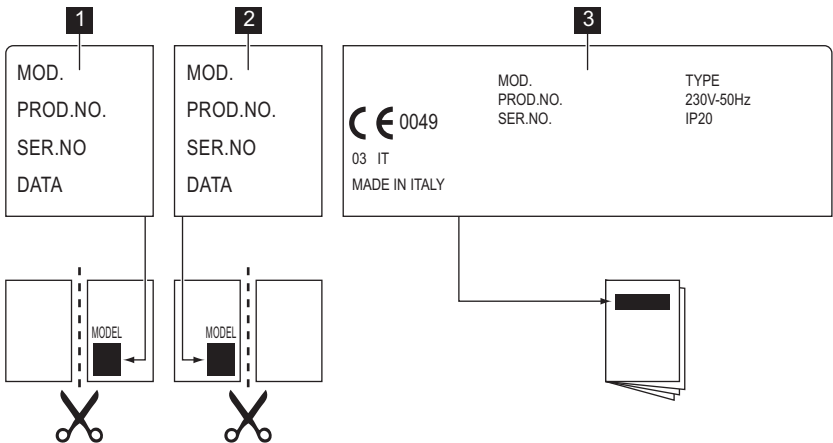 1
2
3
MOD.
PROD.NO.
SER.NO
DATA
MOD.
PROD.NO.
SER.NO
DATA
CE 0049
03 IT
MADE IN ITALY
MOD.
PROD.NO.
SER.NO.
TYPE
230V-50Hz
IP20
MODEL
MODEL